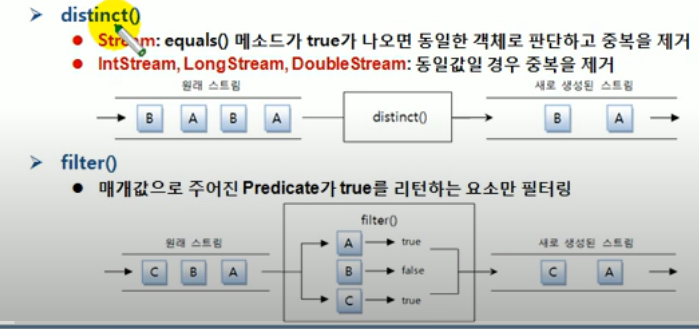 distinct()
Stream: equals() 메소드가 true가 나오면 동일한 객체로 판단하고 중복을 제거
IntStream, LongStream, DoubleStream: 동일값일 경우 중복을 제거
원래 스트림
새로 생성된 스트림
B A B A
distinct()
B A
filter()
매개값으로 주어진 Predicate가 true를 리턴하는 요소만 필터링
filter()
원래 스트림
새로 생성된 스트림
A true
C B A
B false
C A
C true